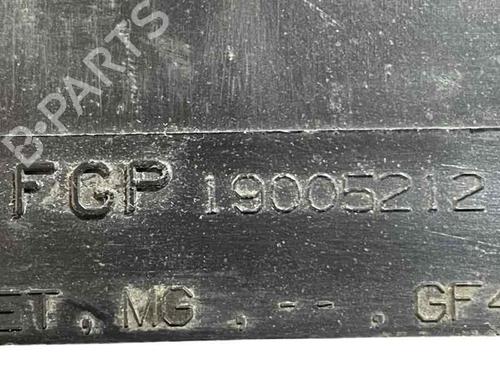 B-PARTS
FGP 19005212
ET, MG , -- , GF4